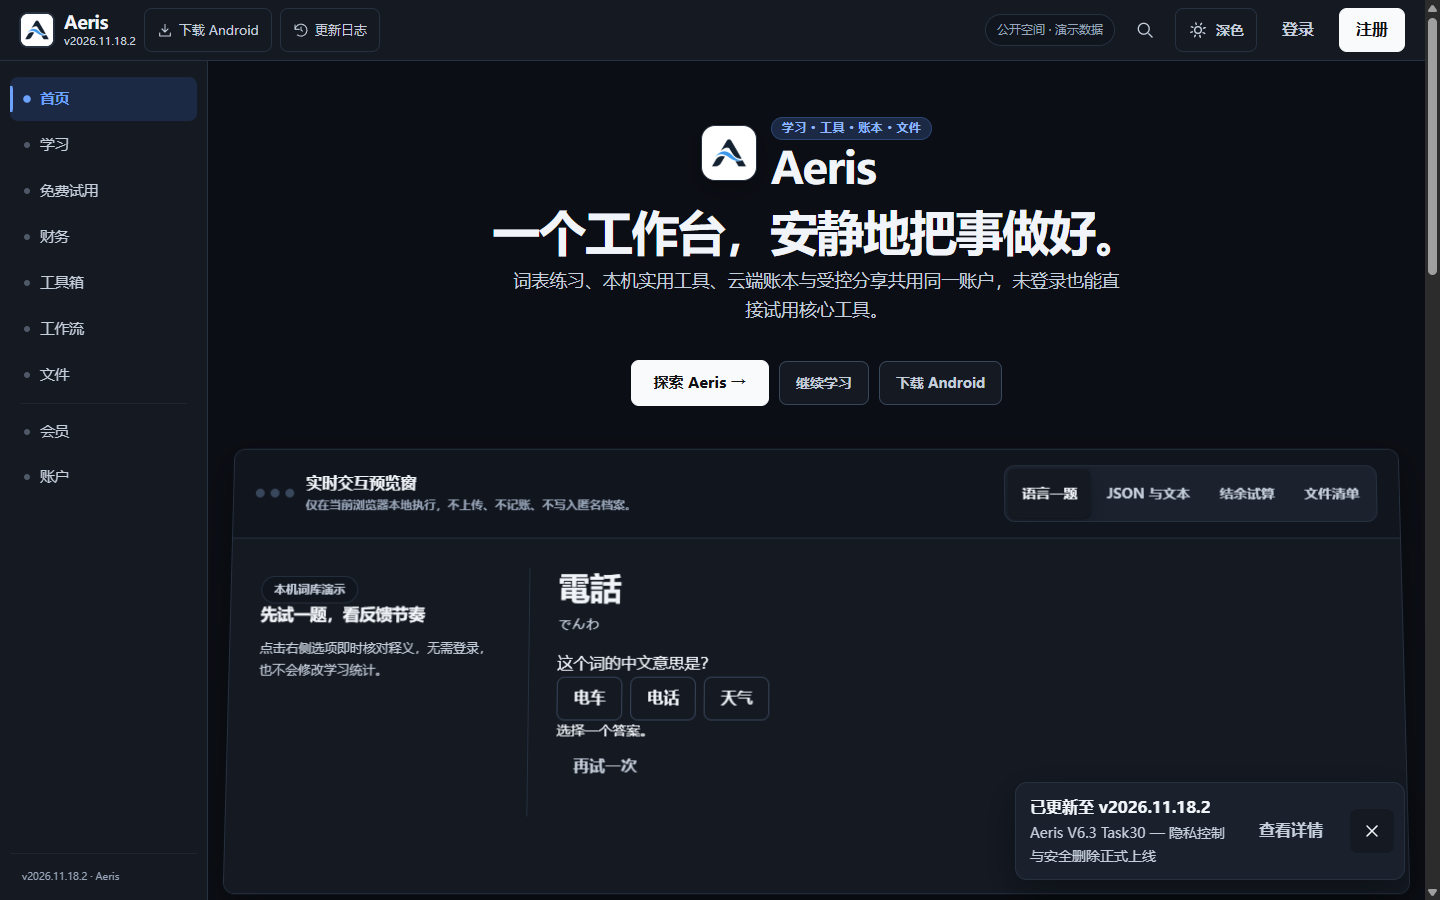 Aeris
v2026.11.18.2
下载 Android
更新日志
公开空间 · 演示数据
深色
登录
注册
首页
学习
免费试用
财务
工具箱
工作流
文件
会员
账户
v2026.11.18.2 · Aeris
学习 • 工具 • 账本 • 文件
Aeris
一个工作台，安静地把事做好。
词表练习、本机实用工具、云端账本与受控分享共用同一账户，未登录也能直
接试用核心工具。
探索 Aeris →
继续学习
下载 Android
实时交互预览窗
仅在当前浏览器本地执行，不上传、不记账、不写入匿名档案。
语言一题
JSON 与文本
结余试算
文件清单
本机词库演示
先试一题，看反馈节奏
点击右侧选项即时核对释义，无需登录，
也不会修改学习统计。
電話
でんわ
这个词的中文意思是？
电车
电话
天气
选择一个答案。
再试一次
已更新至 v2026.11.18.2
Aeris V6.3 Task30 — 隐私控制
与安全删除正式上线
查看详情